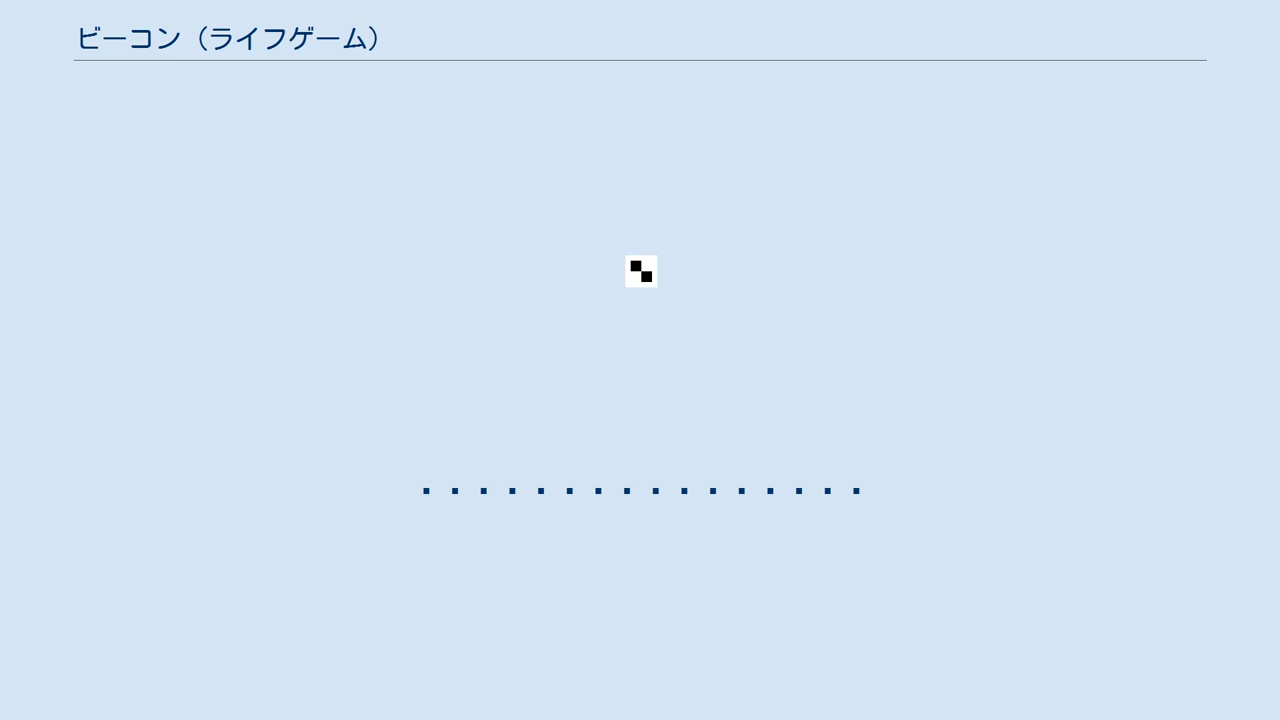 ビーコン（ライフゲーム）
. . . . . . . . . . . . . . . .